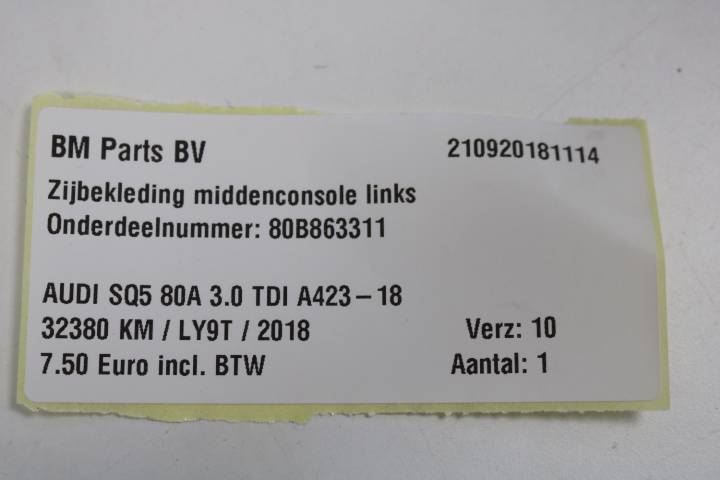 BM Parts BV 210920181114
Zijbekleding middenconsole links
Onderdeelnummer: 80B863311
AUDI SQ5 80A 3.0 TDI A423-18
32380 KM / LY9T / 2018 Verz: 10
7.50 Euro incl. BTW Aantal: 1